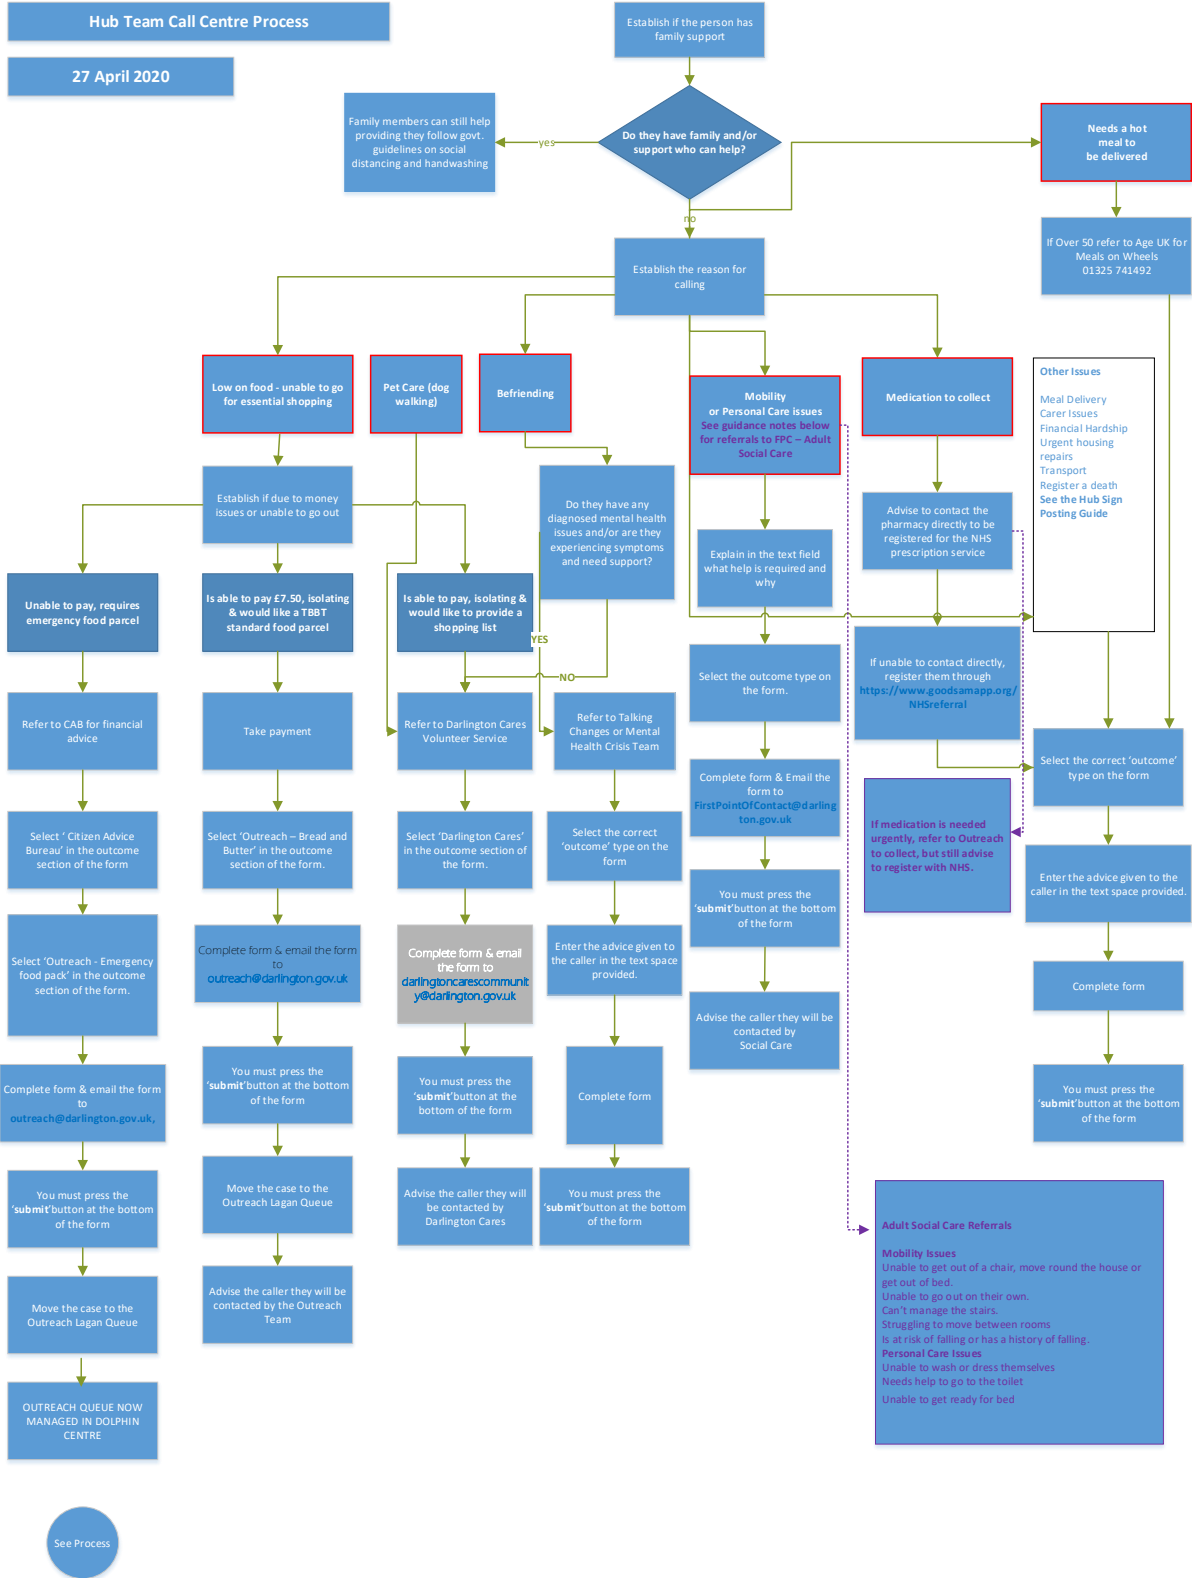 Hub Team Call Centre Process
27 April 2020
Establish if the person has
family support
Do they have family and/or
support who can help?
yes
no
Family members can still help
providing they follow govt.
guidelines on social
distancing and handwashing
Needs a hot
meal to
be delivered
If Over 50 refer to Age UK for
Meals on Wheels
01325 741492
Establish the reason for
calling
Low on food - unable to go
for essential shopping
Pet Care (dog
walking)
Befriending
Mobility
or Personal Care issues
See guidance notes below
for referrals to FPC – Adult
Social Care
Medication to collect
Other Issues
Meal Delivery
Carer Issues
Financial Hardship
Urgent housing
repairs
Transport
Register a death
See the Hub Sign
Posting Guide
Establish if due to money
issues or unable to go out
Do they have any
diagnosed mental health
issues and/or are they
experiencing symptoms
and need support?
YES
NO
Explain in the text field
what help is required and
why
Advise to contact the
pharmacy directly to be
registered for the NHS
prescription service
Unable to pay, requires
emergency food parcel
Is able to pay £7.50, isolating
& would like a TBBT
standard food parcel
Is able to pay, isolating &
would like to provide a
shopping list
Select the outcome type on
the form.
If unable to contact directly,
register them through
https://www.goodsamapp.org/
NHSreferral
Refer to CAB for financial
advice
Take payment
Refer to Darlington Cares
Volunteer Service
Refer to Talking
Changes or Mental
Health Crisis Team
Select the correct ‘outcome’
type on the form
Complete form & Email the
form to
FirstPointOfContact@darling
ton.gov.uk
If medication is needed
urgently, refer to Outreach
to collect, but still advise
to register with NHS.
Select ‘ Citizen Advice
Bureau’ in the outcome
section of the form
Select ‘Outreach – Bread and
Butter’ in the outcome
section of the form.
Select ‘Darlington Cares’
in the outcome section of
the form.
Select the correct
‘outcome’ type on the
form
You must press the
‘submit’button at the bottom
of the form
Enter the advice given to the
caller in the text space provided.
Select ‘Outreach - Emergency
food pack’ in the outcome
section of the form.
Complete form & email the form
to
outreach@darlington.gov.uk
Complete form & email
the form to
darlingtoncarescommunit
y@darlington.gov.uk
Enter the advice given to
the caller in the text space
provided.
Advise the caller they will be
contacted by
Social Care
Complete form
Complete form & email the form
to
outreach@darlington.gov.uk,
You must press the
‘submit’button at the bottom
of the form
You must press the
‘submit’button at the
bottom of the form
Complete form
You must press the
‘submit’button at the bottom
of the form
You must press the
‘submit’button at the bottom
of the form
Move the case to the
Outreach Lagan Queue
Advise the caller they will
be contacted by
Darlington Cares
You must press the
‘submit’button at the bottom
of the form
Move the case to the
Outreach Lagan Queue
Advise the caller they will be
contacted by the Outreach
Team
Adult Social Care Referrals
Mobility Issues
Unable to get out of a chair, move round the house or
get out of bed.
Unable to go out on their own.
Can’t manage the stairs.
Struggling to move between rooms
Is at risk of falling or has a history of falling.
Personal Care Issues
Unable to wash or dress themselves
Needs help to go to the toilet
Unable to get ready for bed
OUTREACH QUEUE NOW
MANAGED IN DOLPHIN
CENTRE
See Process